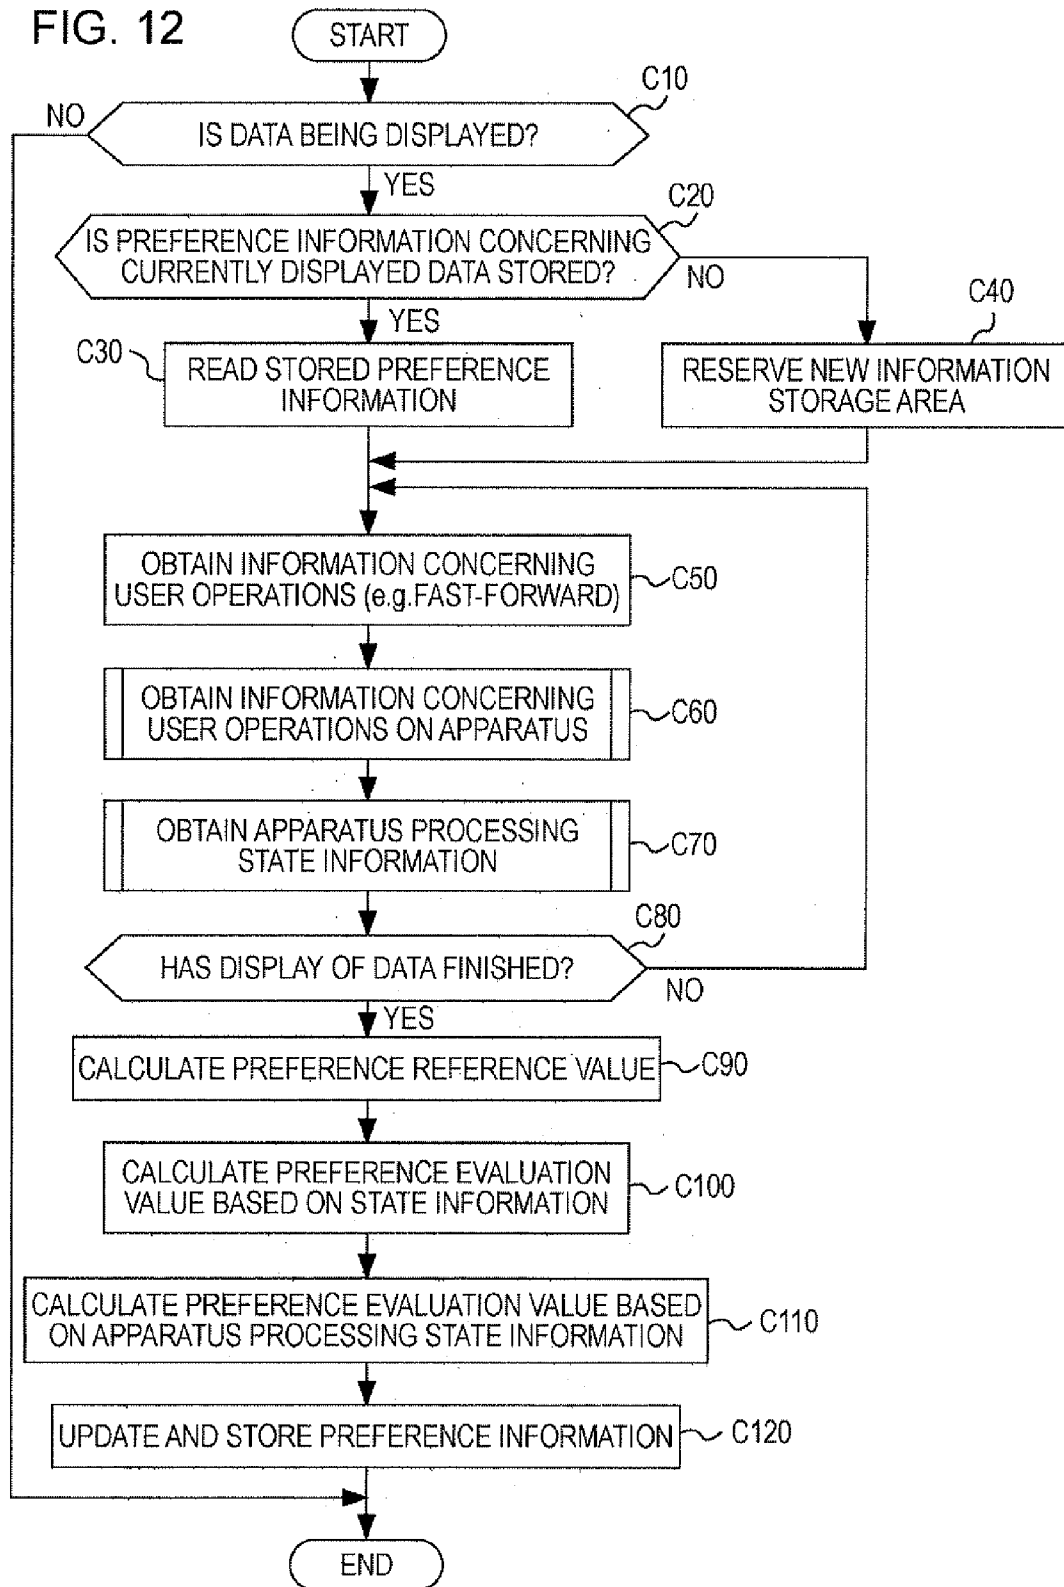 FIG. 12
START
C10
NO
IS DATA BEING DISPLAYED?
YES
C20
IS PREFERENCE INFORMATION CONCERNING
CURRENTLY DISPLAYED DATA STORED?
NO
YES
C30
READ STORED PREFERENCE
INFORMATION
C40
RESERVE NEW INFORMATION
STORAGE AREA
OBTAIN INFORMATION CONCERNING
USER OPERATIONS (e.g.FAST-FORWARD)
C50
OBTAIN INFORMATION CONCERNING
USER OPERATIONS ON APPARATUS
C60
OBTAIN APPARATUS PROCESSING
STATE INFORMATION
C70
C80
HAS DISPLAY OF DATA FINISHED?
NO
YES
CALCULATE PREFERENCE REFERENCE VALUE
C90
CALCULATE PREFERENCE EVALUATION
VALUE BASED ON STATE INFORMATION
C100
CALCULATE PREFERENCE EVALUATION VALUE BASED
ON APPARATUS PROCESSING STATE INFORMATION
C110
UPDATE AND STORE PREFERENCE INFORMATION
C120
END